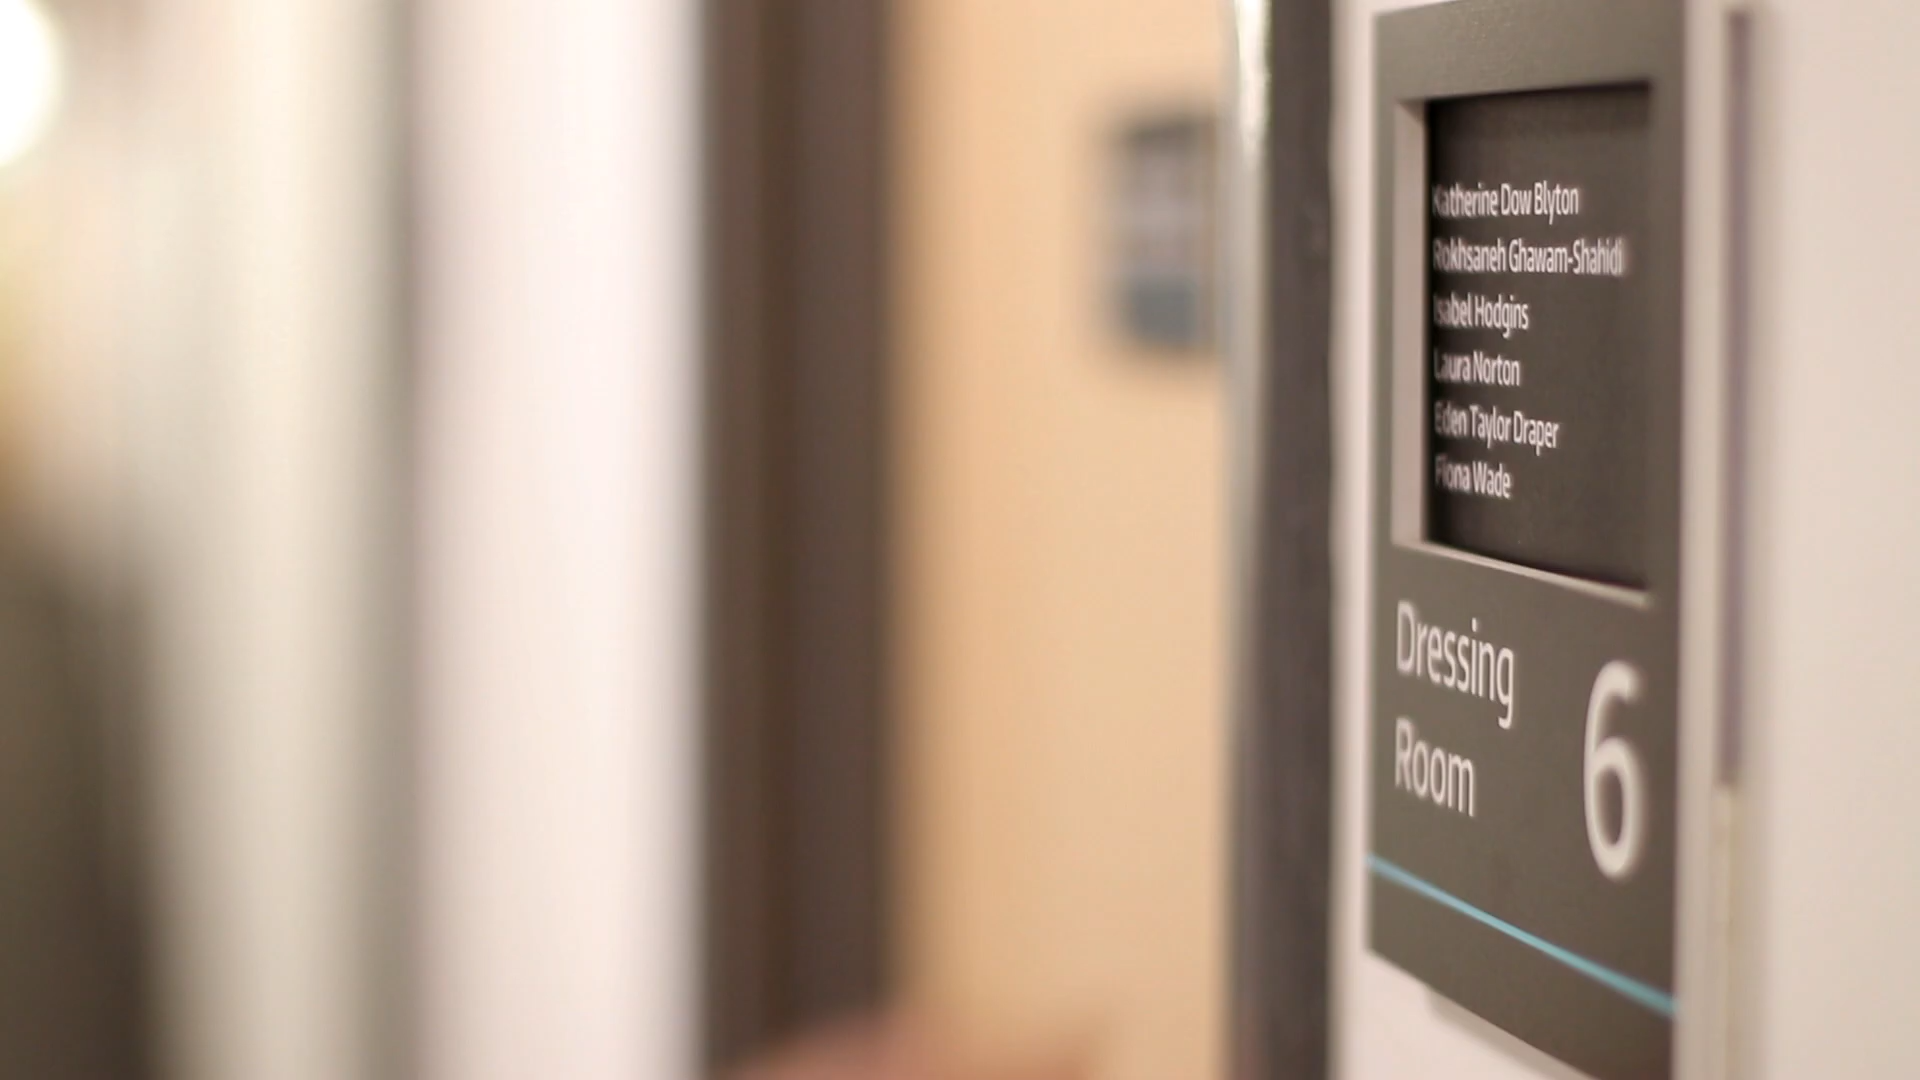 Katherine Dow Blyton
Rokhsaneh Ghawam-Shahidi
Isabel Hodgins
Laura Norton
Eden Taylor Draper
Fiona Wade
Dressing
Room
6